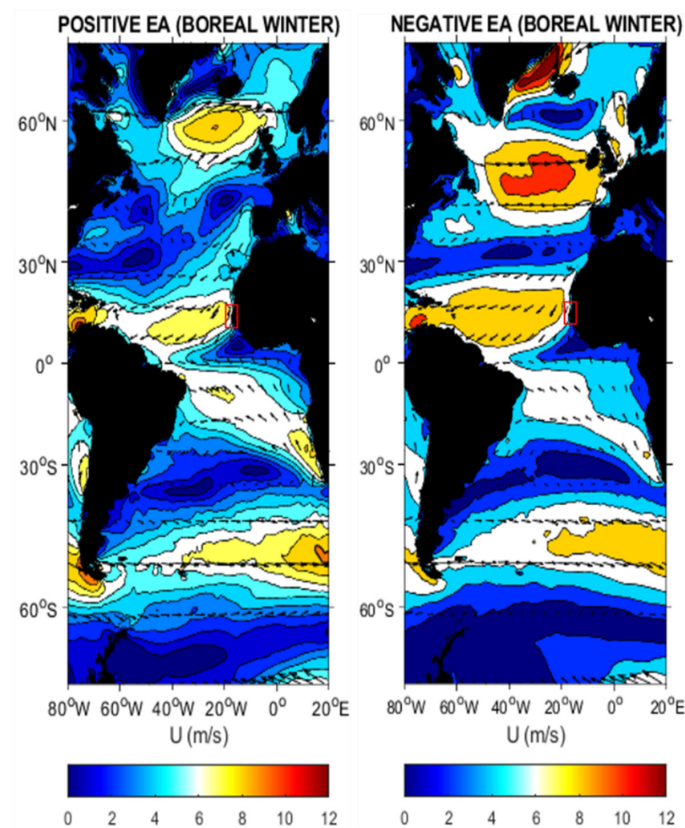 POSITIVE EA (BOREAL WINTER)
60°N
30°N
0°
30°S
60°S
80°W 60°W 40°W 20°W 0° 20°E
U (m/s)
0 2 4 6 8 10 12
NEGATIVE EA (BOREAL WINTER)
60°N
30°N
0°
30°S
60°S
80°W 60°W 40°W 20°W 0° 20°E
U (m/s)
0 2 4 6 8 10 12